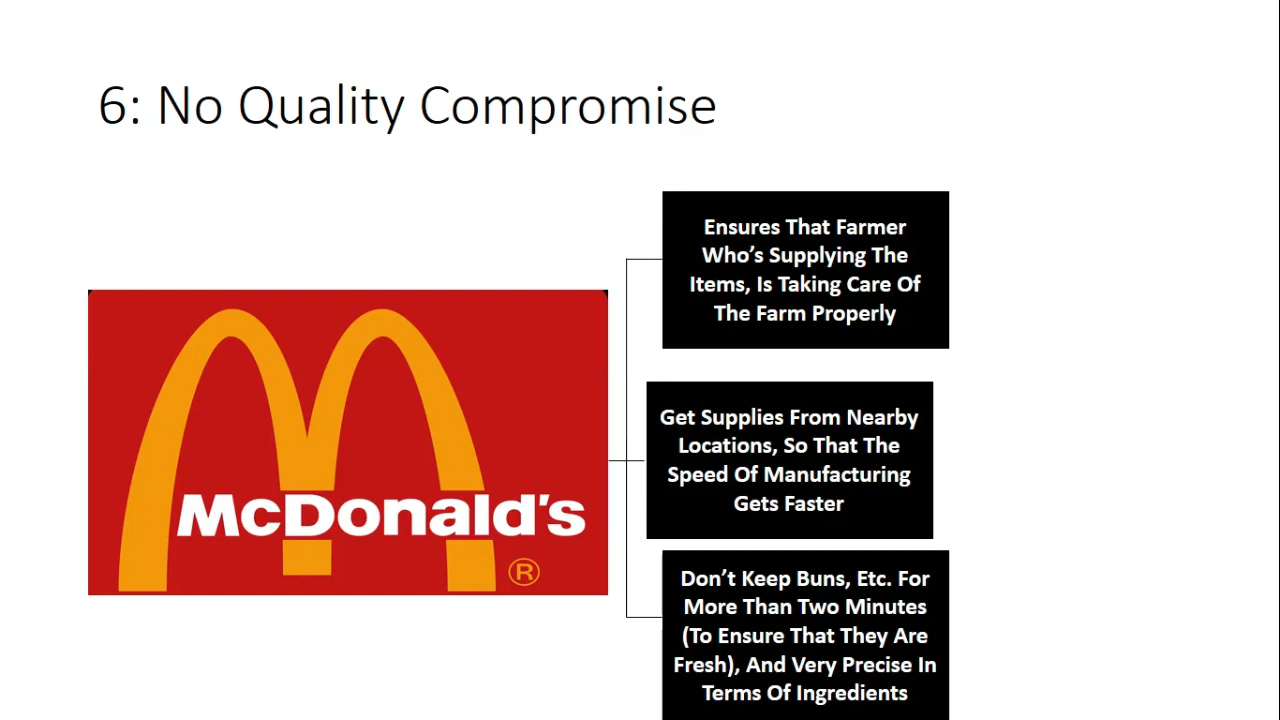 6: No Quality Compromise
McDonald's
®
Ensures That Farmer
Who’s Supplying The
Items, Is Taking Care Of
The Farm Properly
Get Supplies From Nearby
Locations, So That The
Speed Of Manufacturing
Gets Faster
Don’t Keep Buns, Etc. For
More Than Two Minutes
(To Ensure That They Are
Fresh), And Very Precise In
Terms Of Ingredients